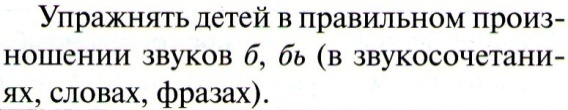 Упражнять детей в правильном произ-
ношении звуков б, бь (в звукосочетани-
ях, словах, фразах).